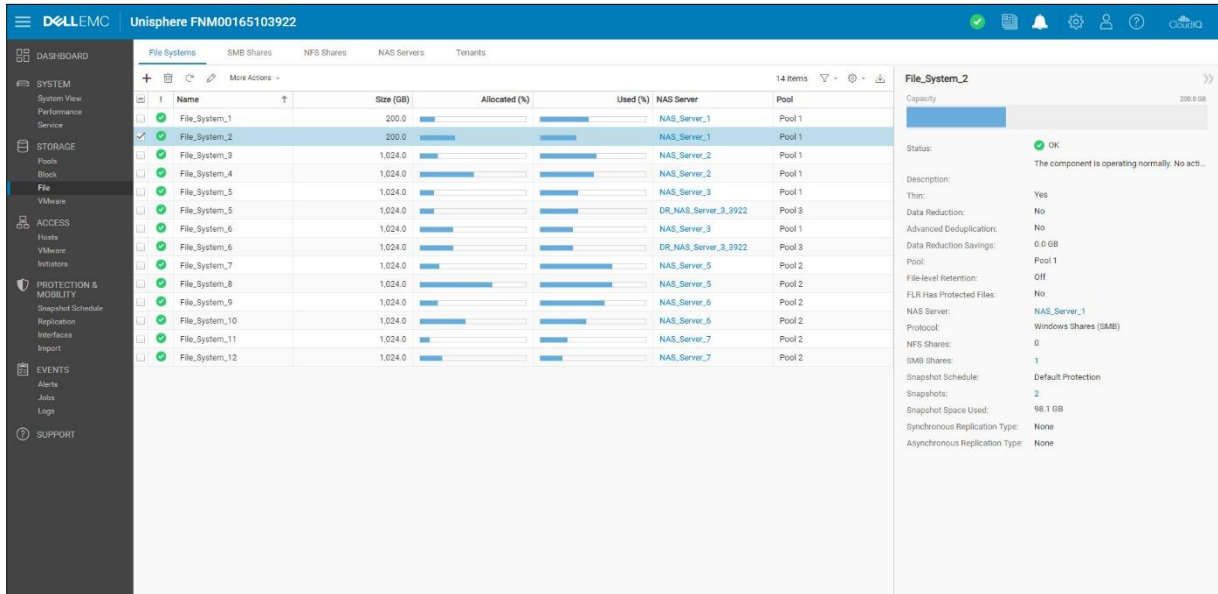 DELLEMC Unisphere FNM00165103922 CloudIQ
DASHBOARD
SYSTEM
System View
Performance
Service
STORAGE
Pools
Block
File
VMware
ACCESS
Hosts
VMware
Initiators
PROTECTION &
MOBILITY
Snapshot Schedule
Replication
Interfaces
Import
EVENTS
Alerts
Jobs
Logs
SUPPORT
File Systems SMB Shares NFS Shares NAS Servers Tenants
More Actions 14 items
! Name Size (GB) Allocated (%) Used (%) NAS Server Pool
File_System_1 200.0 NAS_Server_1 Pool 1
File_System_2 200.0 NAS_Server_1 Pool 1
File_System_3 1,024.0 NAS_Server_2 Pool 1
File_System_4 1,024.0 NAS_Server_2 Pool 1
File_System_5 1,024.0 NAS_Server_3 Pool 1
File_System_5 1,024.0 DR_NAS_Server_3_3922 Pool 3
File_System_6 1,024.0 NAS_Server_3 Pool 1
File_System_6 1,024.0 DR_NAS_Server_3_3922 Pool 3
File_System_7 1,024.0 NAS_Server_5 Pool 2
File_System_8 1,024.0 NAS_Server_5 Pool 2
File_System_9 1,024.0 NAS_Server_6 Pool 2
File_System_10 1,024.0 NAS_Server_6 Pool 2
File_System_11 1,024.0 NAS_Server_7 Pool 2
File_System_12 1,024.0 NAS_Server_7 Pool 2
File_System_2
Capacity 200.0 GB
Status: OK
The component is operating normally. No acti...
Description:
Thin: Yes
Data Reduction: No
Advanced Deduplication: No
Data Reduction Savings: 0.0 GB
Pool: Pool 1
File-level Retention: Off
FLR Has Protected Files: No
NAS Server: NAS_Server_1
Protocol: Windows Shares (SMB)
NFS Shares: 0
SMB Shares: 1
Snapshot Schedule: Default Protection
Snapshots: 2
Snapshot Space Used: 98.1 GB
Synchronous Replication Type: None
Asynchronous Replication Type: None